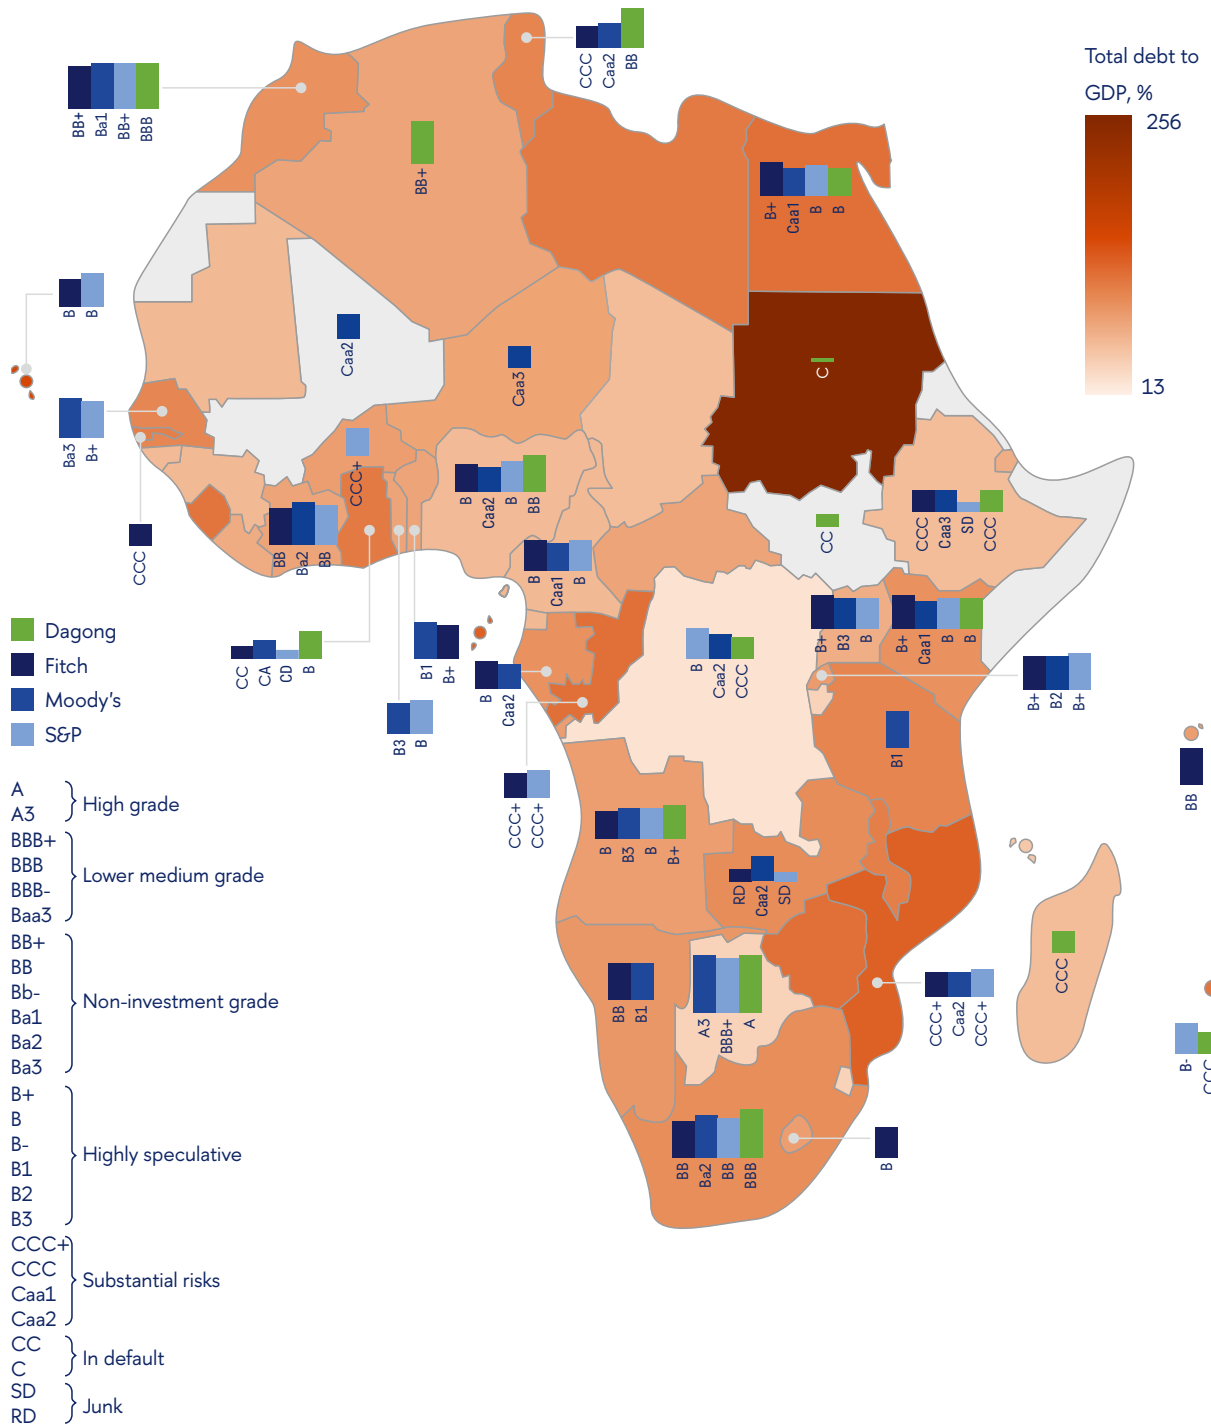 Total debt to
GDP, %
256
13
CCC
Caa2
BB
BB+
Ba1
BB+
BBB
BB+
B+
Caa1
B
B
B
B
Caa2
Caa3
C
Ba3
B+
CCC+
B
Caa2
B
BB
CCC
Caa3
SD
CCC
CC
CCC
BB
Ba2
BB
B
Caa1
B
B+
B3
B
B+
Caa1
B
B
CC
CA
CD
B
B1
B+
B
Caa2
B
Caa2
CCC
B+
B2
B+
B3
B
B1
BB
CCC+
CCC+
B
B3
B
B+
RD
Caa2
SD
CCC
BB
B1
A3
BBB+
A
CCC+
Caa2
CCC+
B-
BB
Ba2
BB
BBB
B
Dagong
Fitch
Moody's
S&P
A
A3
High grade
BBB+
BBB
BBB-
Baa3
Lower medium grade
BB+
BB
Bb-
Ba1
Ba2
Ba3
Non-investment grade
B+
B
B-
B1
B2
B3
Highly speculative
CCC+
CCC
Caa1
Caa2
Substantial risks
CC
C
In default
SD
RD
Junk